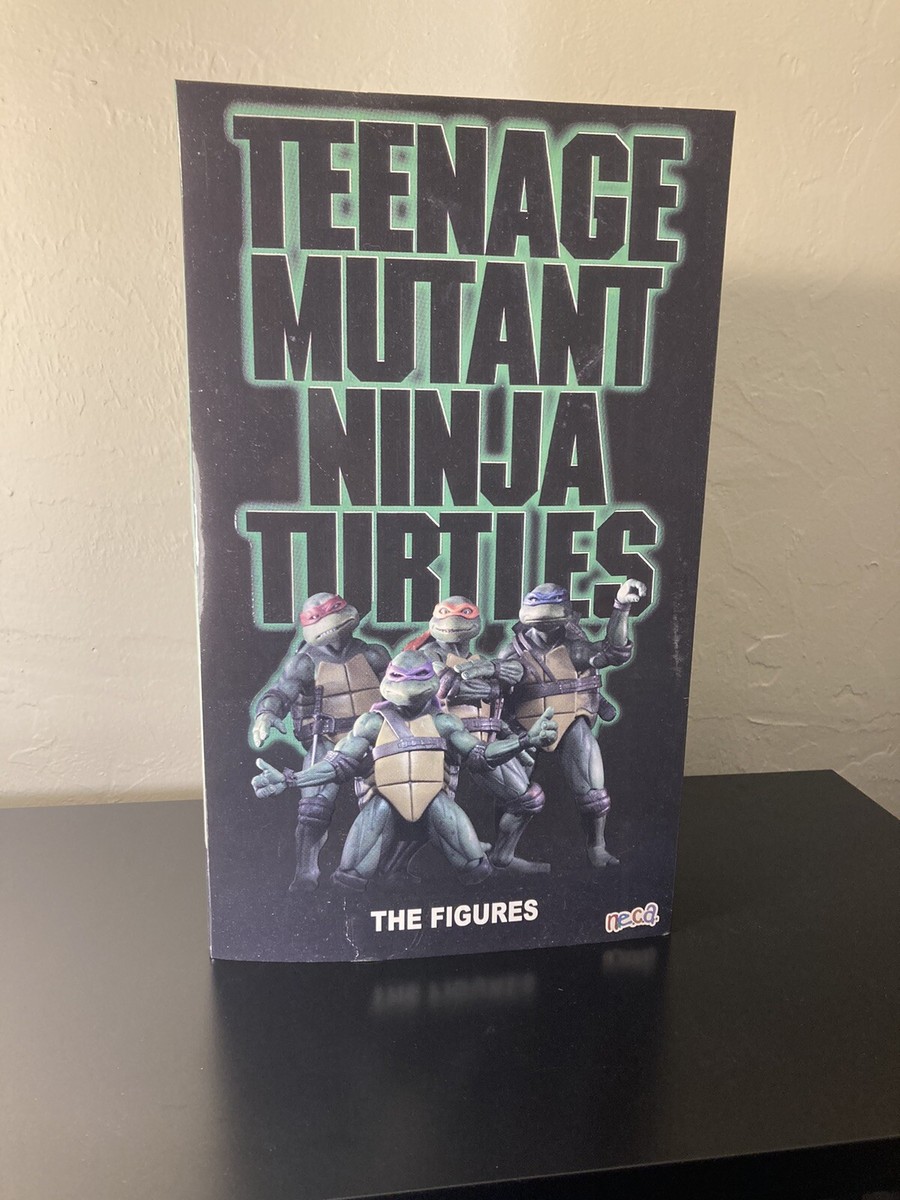 TEENAGE
MUTANT
NINJA
TURTLES
THE FIGURES
neca